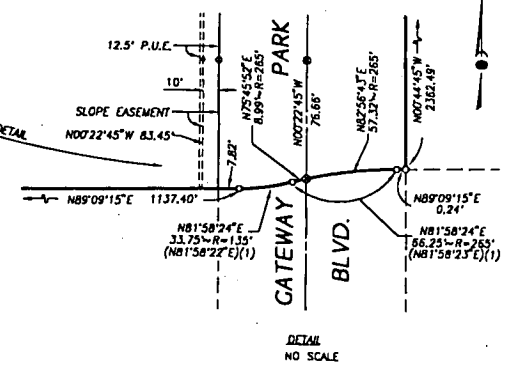 12.5' P.U.E.
10'
SLOPE EASEMENT
N00°22'45"W 83.45'
DETAIL
7.82'
N75°45'52"E
8.99'~R=265'
PARK
N00°22'45"W
76.66'
N82°56'43"E
57.32'~R=265'
N00°44'45"W
2362.49'
N89°09'15"E 1137.40'
N89°09'15"E
0.24'
N81°58'24"E
33.75'~R=135'
(N81°58'22"E)(1)
GATEWAY
BLVD.
N81°58'24"E
66.25'~R=265'
(N81°58'23"E)(1)
DETAIL
NO SCALE